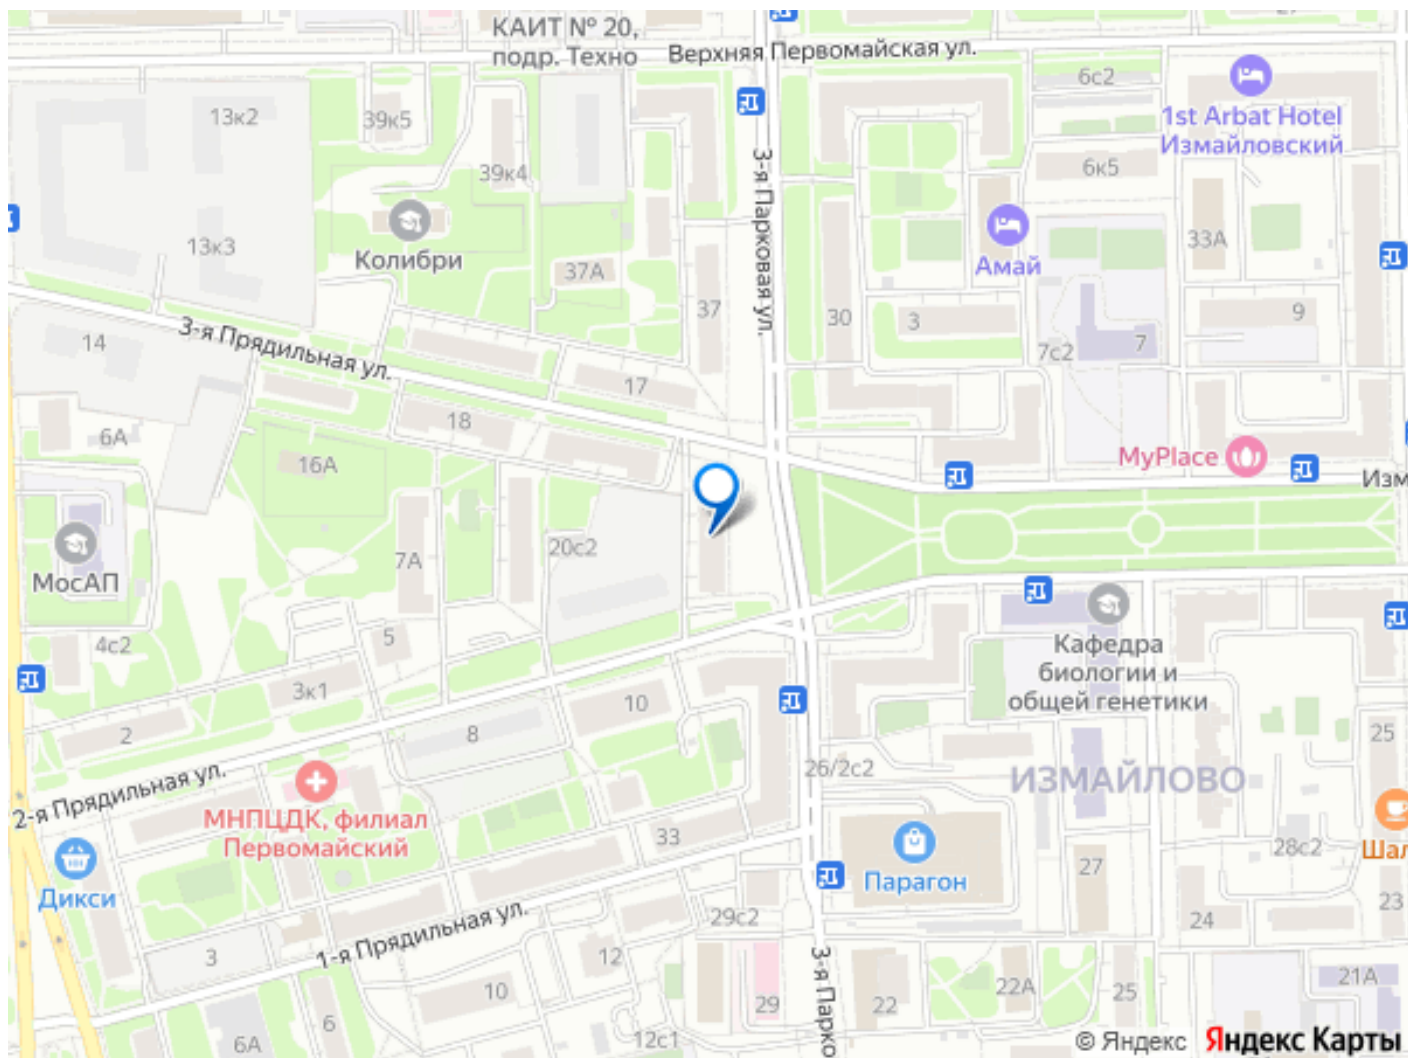 КАИТ № 20,
подр. Техно
Верхняя Первомайская ул.
6с2
1st Arbat Hotel
Измайловский
13к2
39к5
39к4
6к5
3-я Парковая ул.
Колибри
13к3
37А
Амай
33А
37
30
3
9
7с2
7
14
3-я Прядильная ул.
17
18
6А
16А
MyPlace
Изм
МосАП
7А
20с2
4с2
5
Кафедра
биологии и
общей генетики
3к1
2
10
8
25
26/2с2
ИЗМАЙЛОВО
2-я Прядильная ул.
МНПЦДК, филиал
Первомайский
33
28с2
Шал
Дикси
Парагон
27
23
29с2
24
1-я Прядильная ул.
3
12
3-я Парко
10
29
22
22А
25
21А
6
6А
12с1
© Яндекс Яндекс Карты